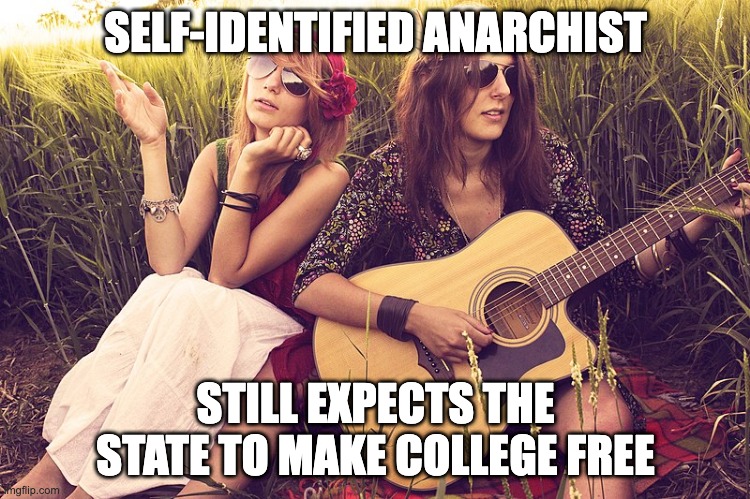 SELF-IDENTIFIED ANARCHIST
STILL EXPECTS THE
STATE TO MAKE COLLEGE FREE
imgflip.com